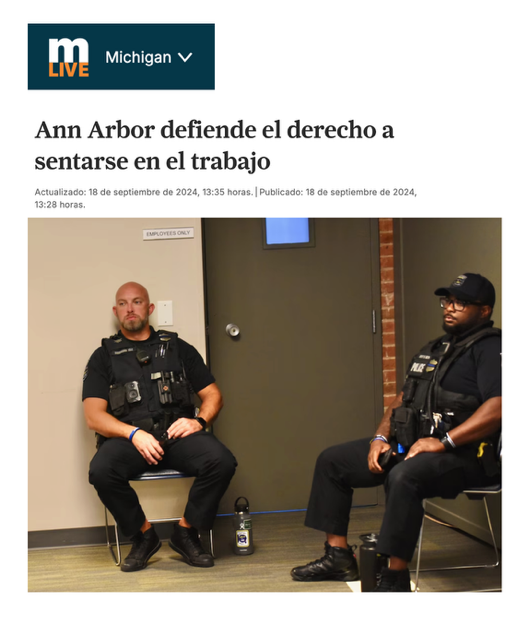 m
LIVE
Michigan
Ann Arbor defiende el derecho a
sentarse en el trabajo
Actualizado: 18 de septiembre de 2024, 13:35 horas. | Publicado: 18 de septiembre de 2024,
13:28 horas.
EMPLOYEES ONLY
POLICE